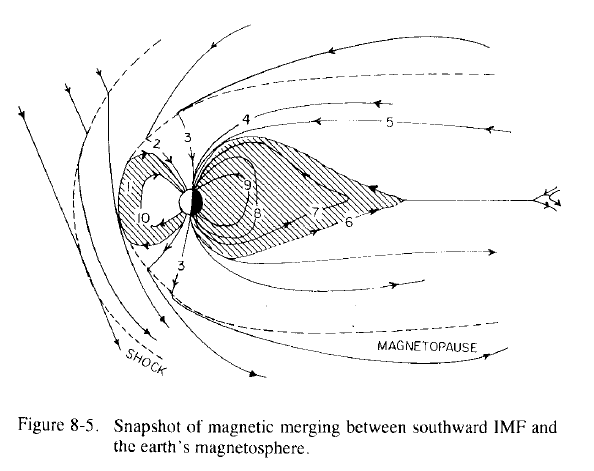 4
2
3
5
1
9
10
8
7
6
3
MAGNETOPAUSE
SHOCK
Figure 8-5. Snapshot of magnetic merging between southward IMF and
the earth's magnetosphere.